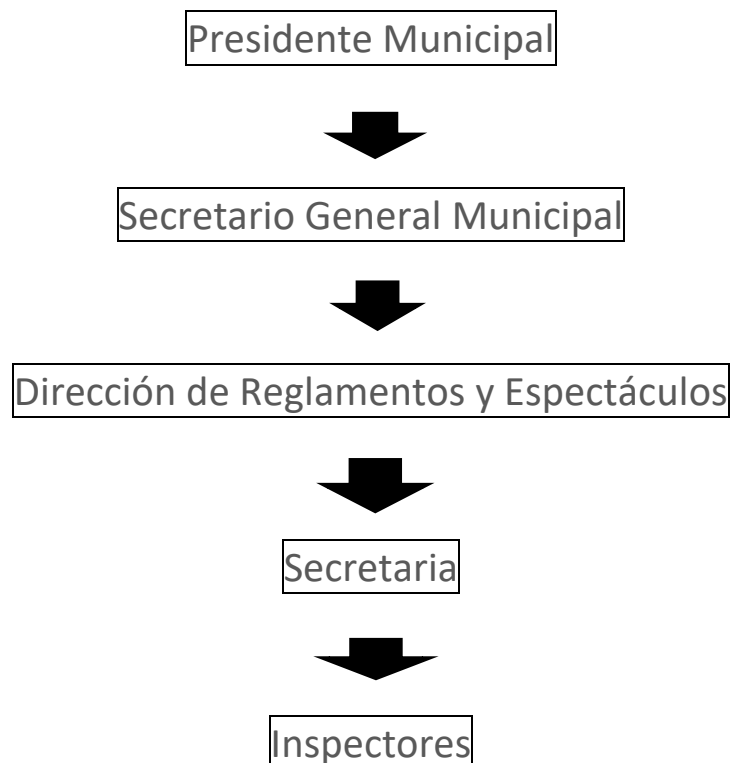 Presidente Municipal
Secretario General Municipal
Dirección de Reglamentos y Espectáculos
Secretaria
Inspectores